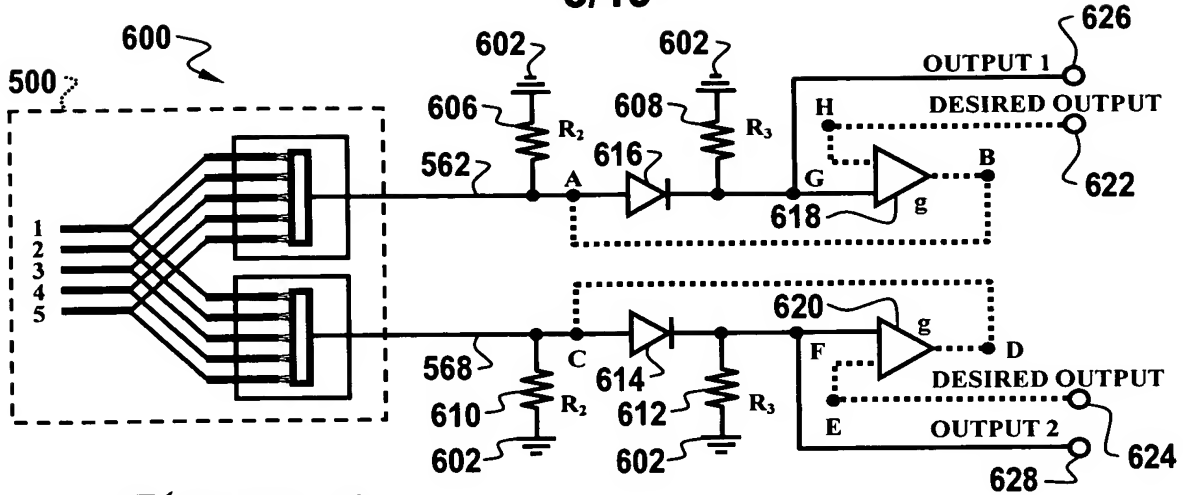 600
500
602
602
626
OUTPUT 1
606
608
H
DESIRED OUTPUT
R2
R3
562
616
A
G
B
618
g
622
1
2
3
4
5
620
g
C
F
D
568
614
DESIRED OUTPUT
610
R2
612
R3
E
OUTPUT 2
624
602
602
628